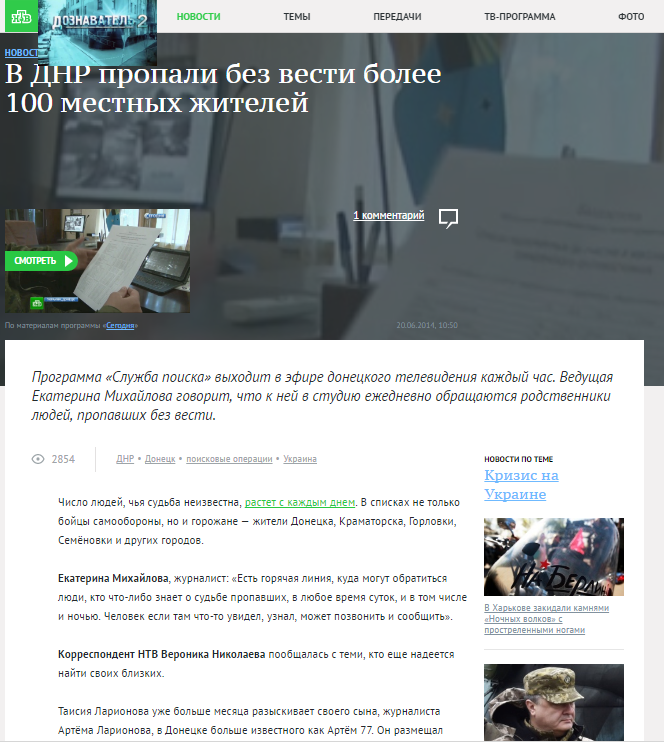 НТВ
ДОЗНАВАТЕЛЬ 2
НОВОСТИ
ТЕМЫ
ПЕРЕДАЧИ
ТВ-ПРОГРАММА
ФОТО
НОВОСТ
В ДНР пропали без вести более
100 местных жителей
1 комментарий
СМОТРЕТЬ
По материалам программы «Сегодня»
20.06.2014, 10:50
Программа «Служба поиска» выходит в эфире донецкого телевидения каждый час. Ведущая
Екатерина Михайлова говорит, что к ней в студию ежедневно обращаются родственники
людей, пропавших без вести.
2854
ДНР • Донецк • поисковые операции • Украина
Число людей, чья судьба неизвестна, растет с каждым днем. В списках не только
бойцы самообороны, но и горожане — жители Донецка, Краматорска, Горловки,
Семёновки и других городов.
Екатерина Михайлова, журналист: «Есть горячая линия, куда могут обратиться
люди, кто что-либо знает о судьбе пропавших, в любое время суток, и в том числе
и ночью. Человек если там что-то увидел, узнал, может позвонить и сообщить».
Корреспондент НТВ Вероника Николаева пообщалась с теми, кто еще надеется
найти своих близких.
Таисия Ларионова уже больше месяца разыскивает своего сына, журналиста
Артёма Ларионова, в Донецке больше известного как Артём 77. Он размещал
НОВОСТИ ПО ТЕМЕ
Кризис на
Украине
НА БЕРЛИН
В Харькове закидали камнями
«Ночных волков» с
простреленными ногами